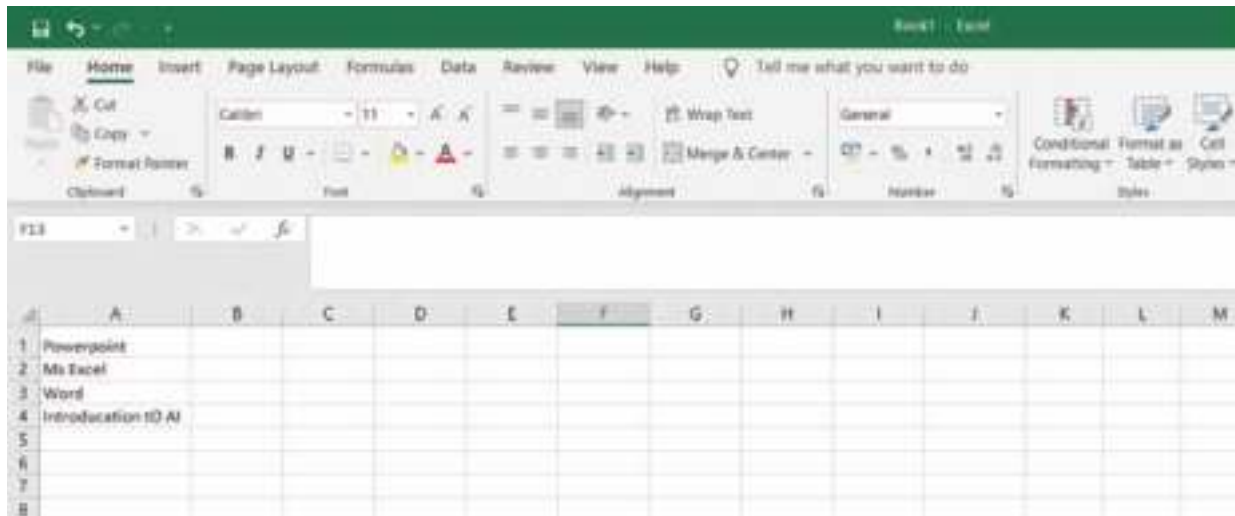 Book1 - Excel
File Home Insert Page Layout Formulas Data Review View Help Tell me what you want to do
Cut
Copy
Format Painter
Calibri 11
B I U
Wrap Text
Merge & Center
General
Conditional Formatting
Format as Table
Cell Styles
Clipboard Font Alignment Number Styles
F13 fx
A B C D E F G H I J K L M
1 Powerpoint
2 Ms Excel
3 Word
4 Introducation tO AI
5
6
7
8